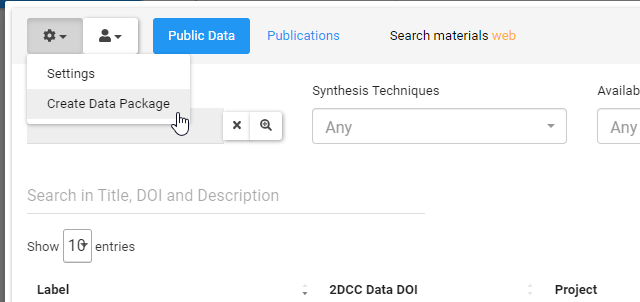 Public Data
Publications
Search materials web
Settings
Create Data Package
Synthesis Techniques
Availab
Any
Any
Search in Title, DOI and Description
Show 10 entries
Label
2DCC Data DOI
Project